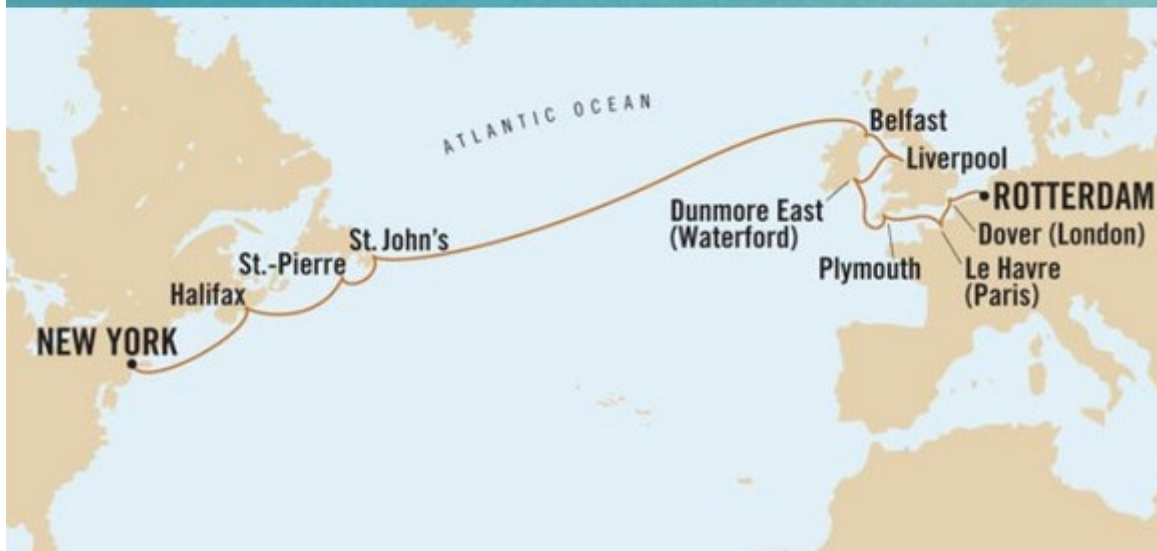 ATLANTIC OCEAN
Belfast
Liverpool
ROTTERDAM
Dunmore East
(Waterford)
Dover (London)
Plymouth
Le Havre
(Paris)
St. John's
St.-Pierre
Halifax
NEW YORK